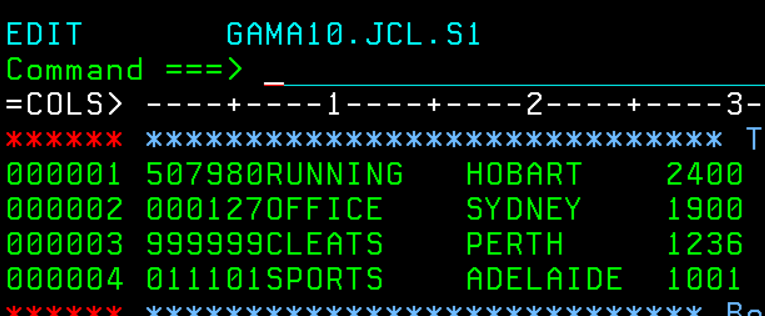 EDIT       GAMA10.JCL.S1
Command ===> _
=COLS> ----+----1----+----2----+----3-
****** ***************************** T
000001 507980RUNNING   HOBART    2400
000002 000127OFFICE    SYDNEY    1900
000003 999999CLEATS    PERTH     1236
000004 011101SPORTS    ADELAIDE  1001
****** **************************** Bo